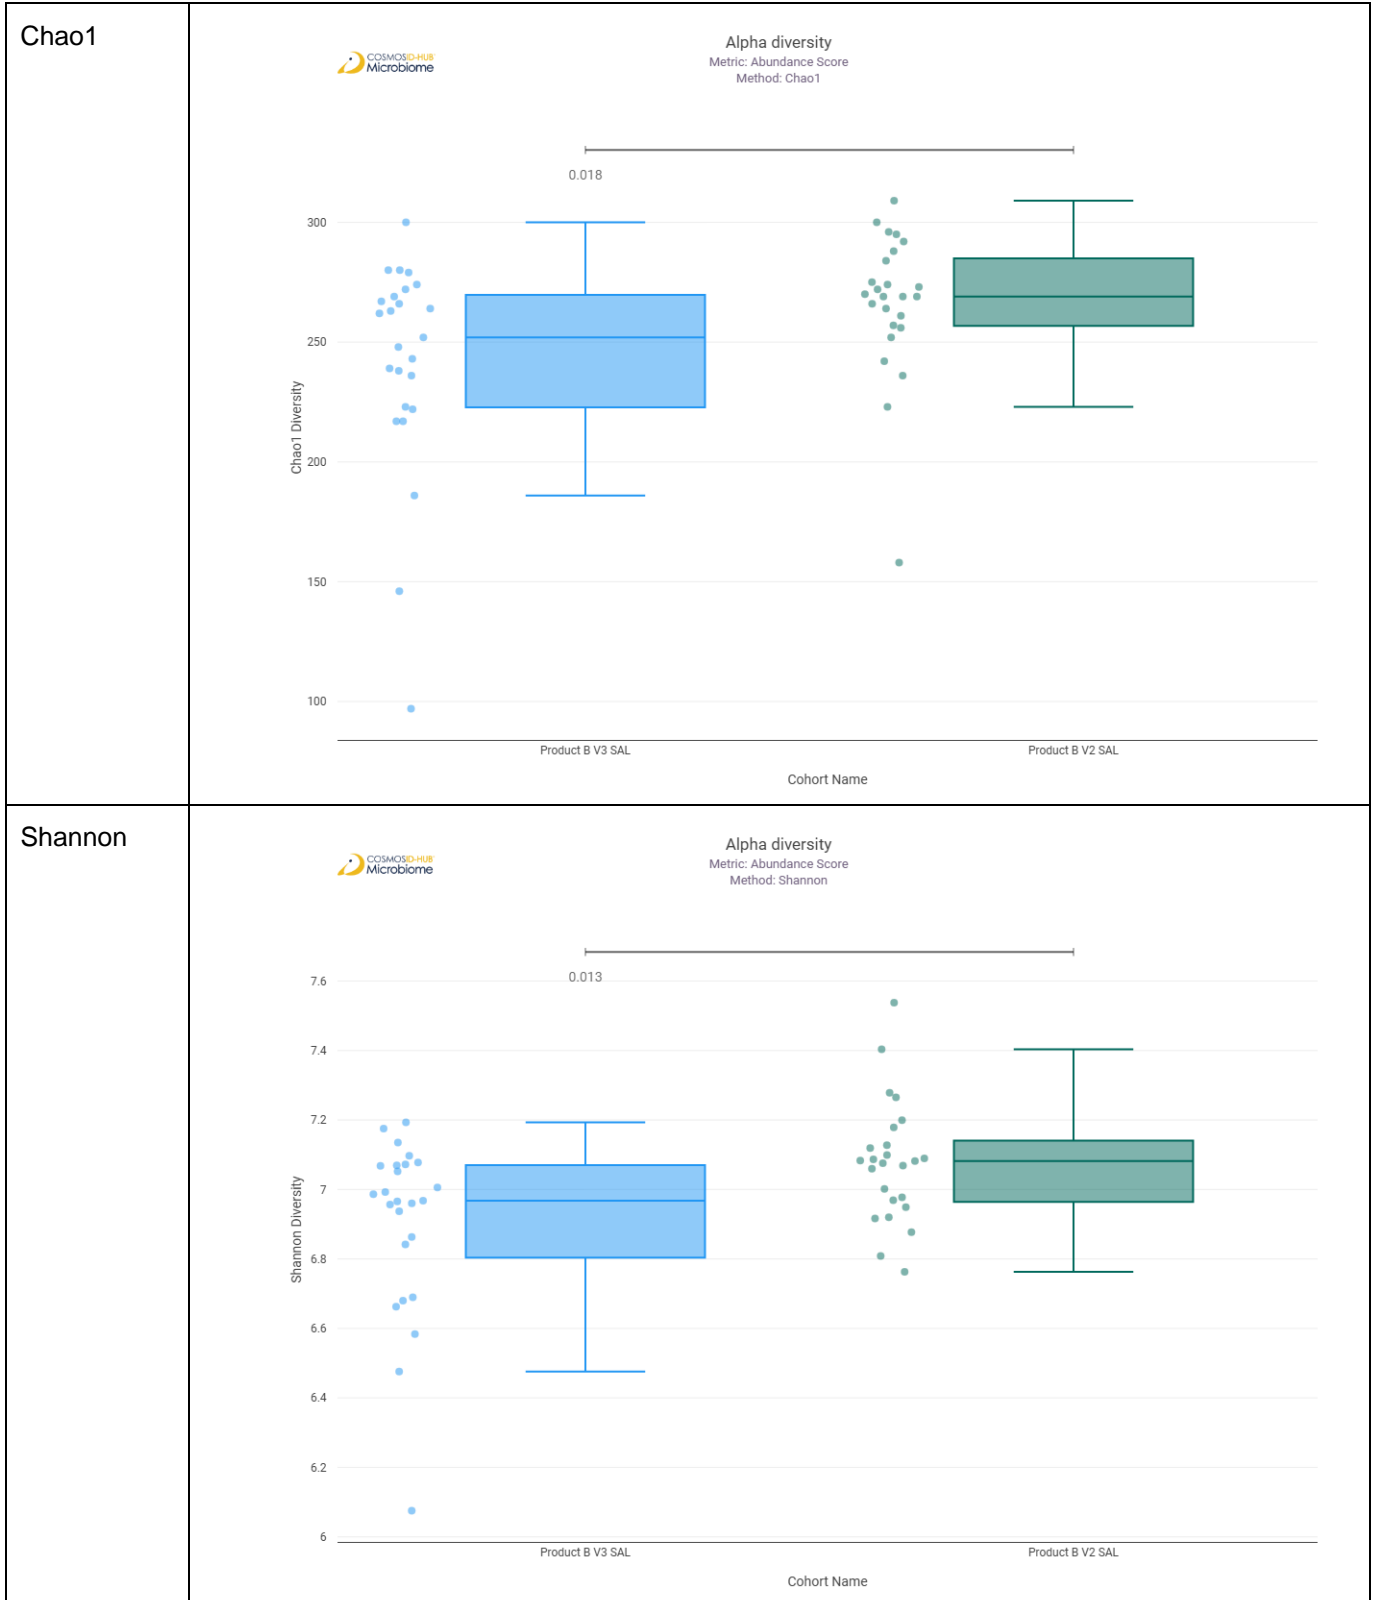 Chao1
COSMOSID-HUB
Microbiome
Alpha diversity
Metric: Abundance Score
Method: Chao1
0.018
300
250
200
150
100
Chao1 Diversity
Product B V3 SAL
Product B V2 SAL
Cohort Name
Shannon
COSMOSID-HUB
Microbiome
Alpha diversity
Metric: Abundance Score
Method: Shannon
0.013
7.6
7.4
7.2
7
6.8
6.6
6.4
6.2
6
Shannon Diversity
Product B V3 SAL
Product B V2 SAL
Cohort Name